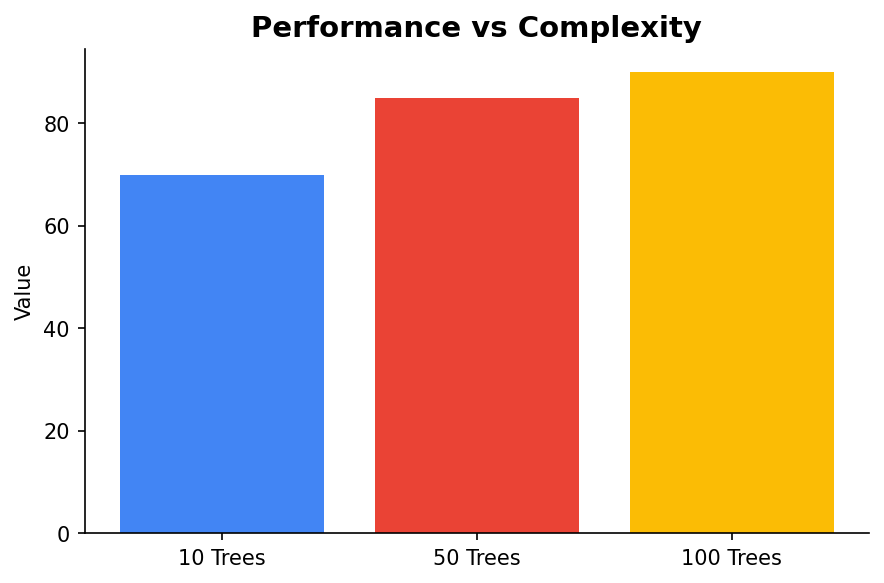 Performance vs Complexity
Value
80
60
40
20
0
10 Trees
50 Trees
100 Trees